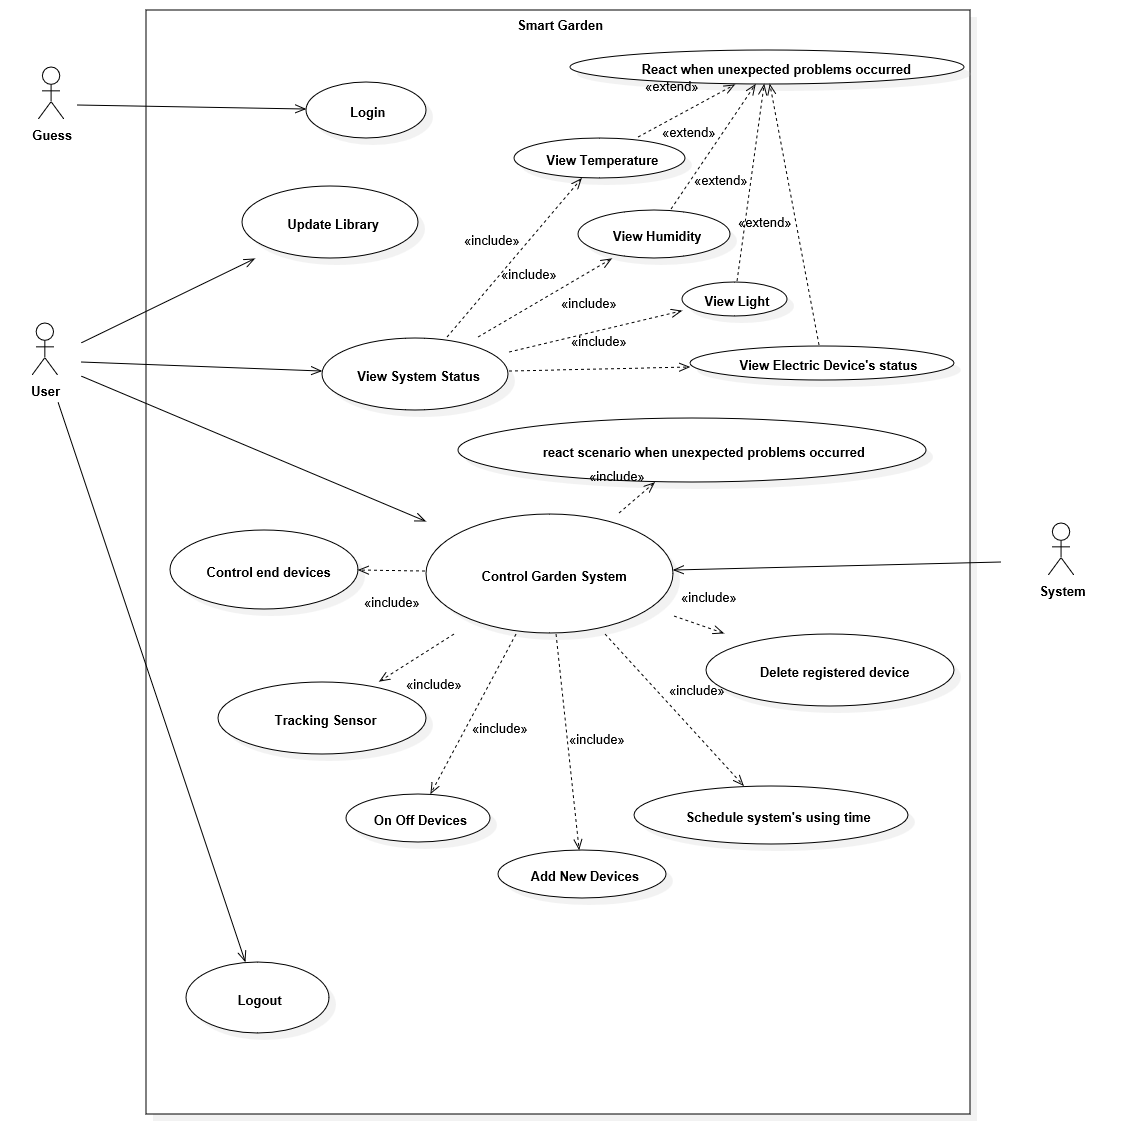 Smart Garden
React when unexpected problems occurred
«extend»
Guess
Login
«extend»
View Temperature
«extend»
Update Library
«extend»
View Humidity
«include»
«include»
View Light
«include»
«include»
View Electric Device's status
View System Status
User
react scenario when unexpected problems occurred
«include»
Control Garden System
Control end devices
System
«include»
«include»
Delete registered device
«include»
«include»
Tracking Sensor
«include»
«include»
On Off Devices
Schedule system's using time
Add New Devices
Logout